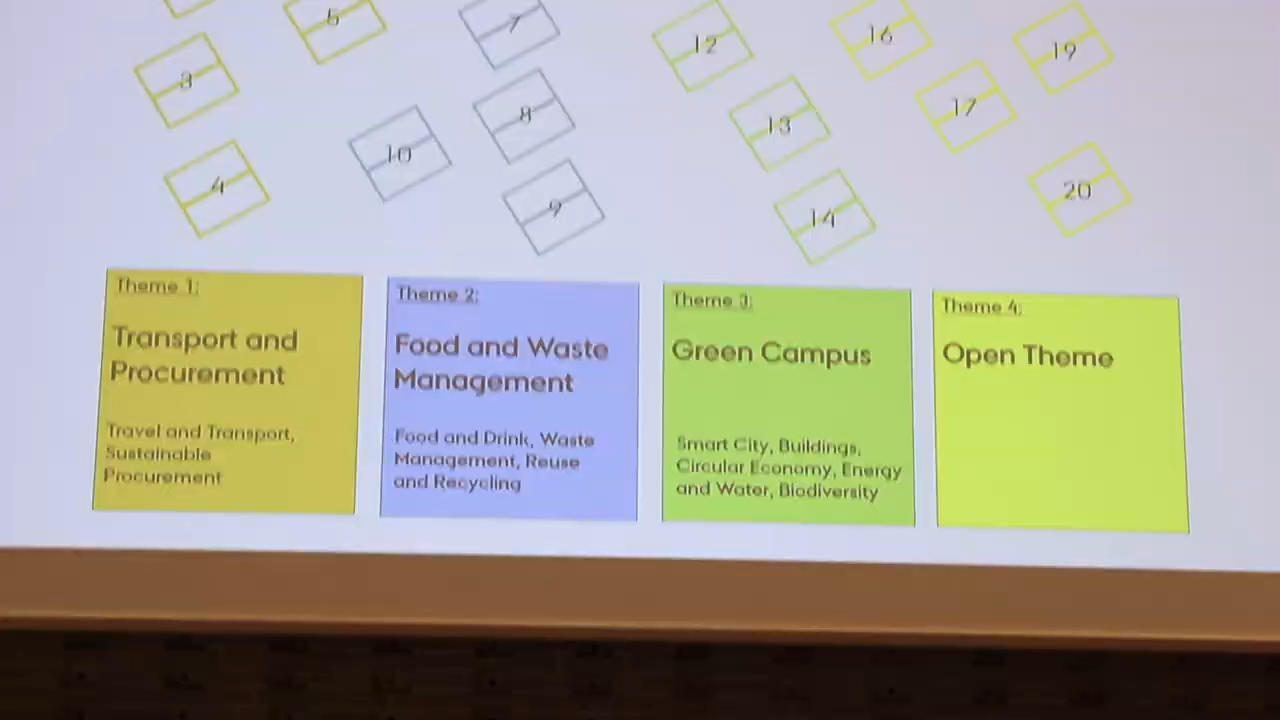 6
7
12
16
19
3
8
13
17
10
4
9
14
20
Theme 1:
Transport and
Procurement
Travel and Transport,
Sustainable
Procurement
Theme 2:
Food and Waste
Management
Food and Drink, Waste
Management, Reuse
and Recycling
Theme 3:
Green Campus
Smart City, Buildings,
Circular Economy, Energy
and Water, Biodiversity
Theme 4:
Open Theme